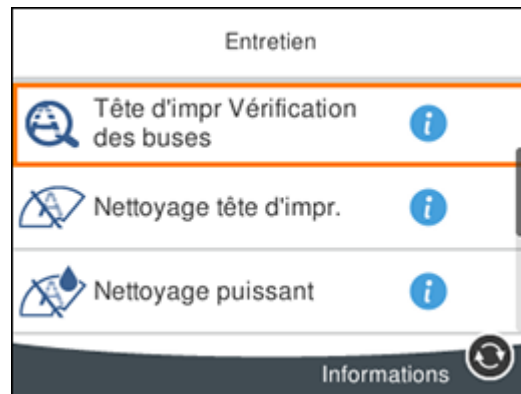 Entretien
Tête d'impr Vérification
des buses
Nettoyage tête d'impr.
Nettoyage puissant
Informations